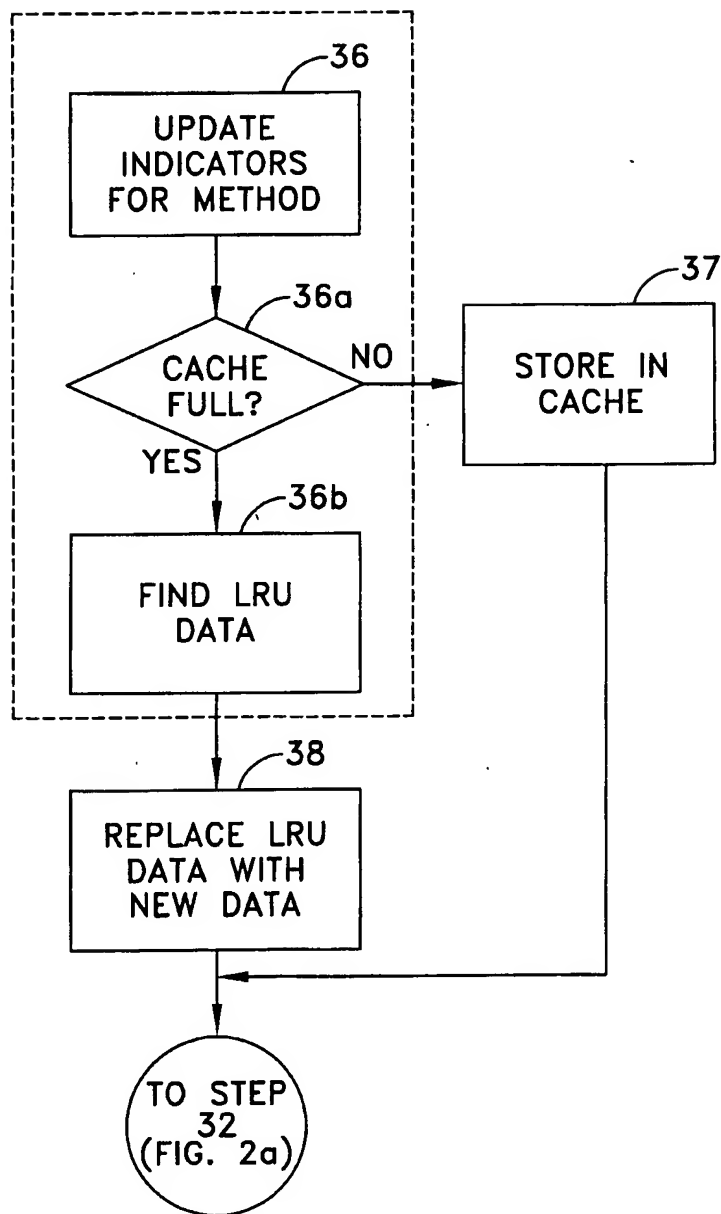 36
UPDATE
INDICATORS
FOR METHOD
36a
CACHE
FULL?
NO
YES
37
STORE IN
CACHE
36b
FIND LRU
DATA
38
REPLACE LRU
DATA WITH
NEW DATA
TO STEP
32
(FIG. 2a)